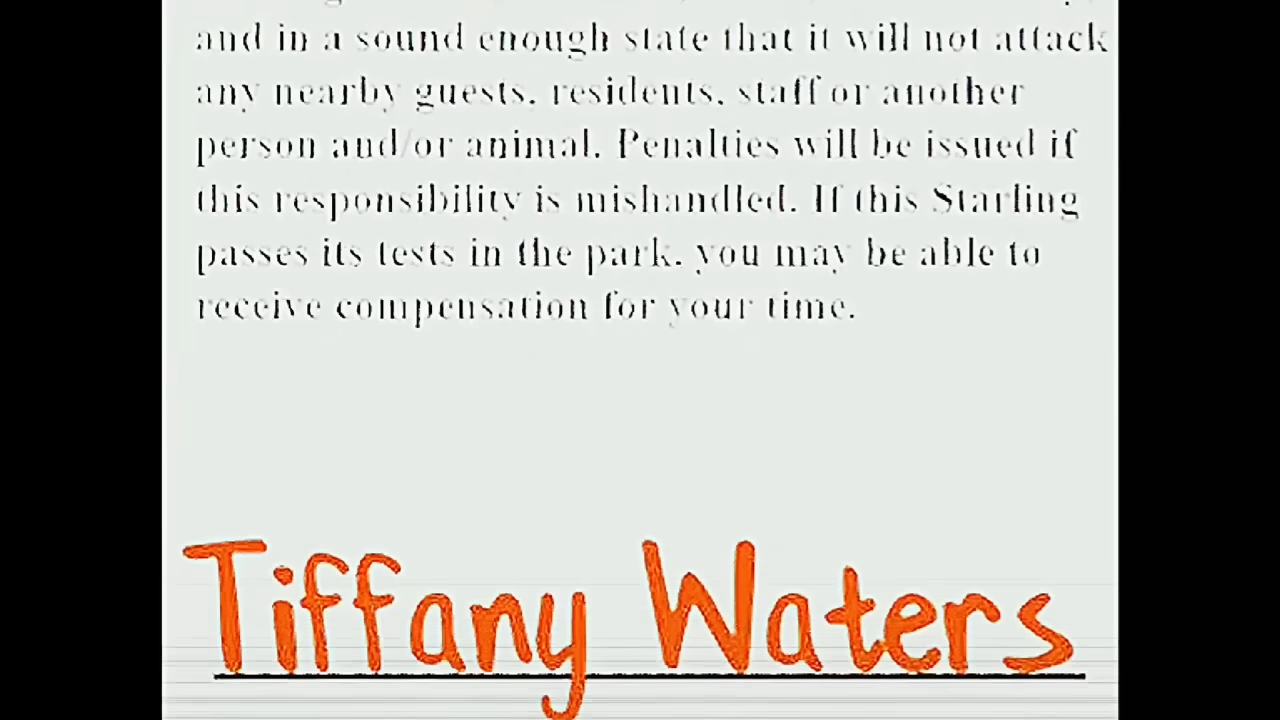 and in a sound enough state that it will not attack
any nearby guests, residents, staff or another
person and/or animal. Penalties will be issued if
this responsibility is mishandled. If this Starling
passes its tests in the park, you may be able to
receive compensation for your time.
Tiffany Waters